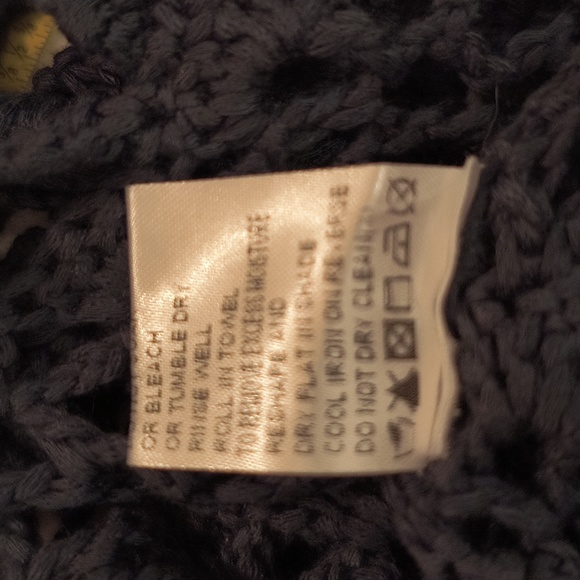 OR BLEACH
OR TUMBLE DRY
RINSE WELL
ROLL IN TOWEL
TO REMOVE EXCESS MOISTURE
RESHAPE AND
DRY FLAT IN SHADE
COOL IRON ON REVERSE
DO NOT DRY CLEAN